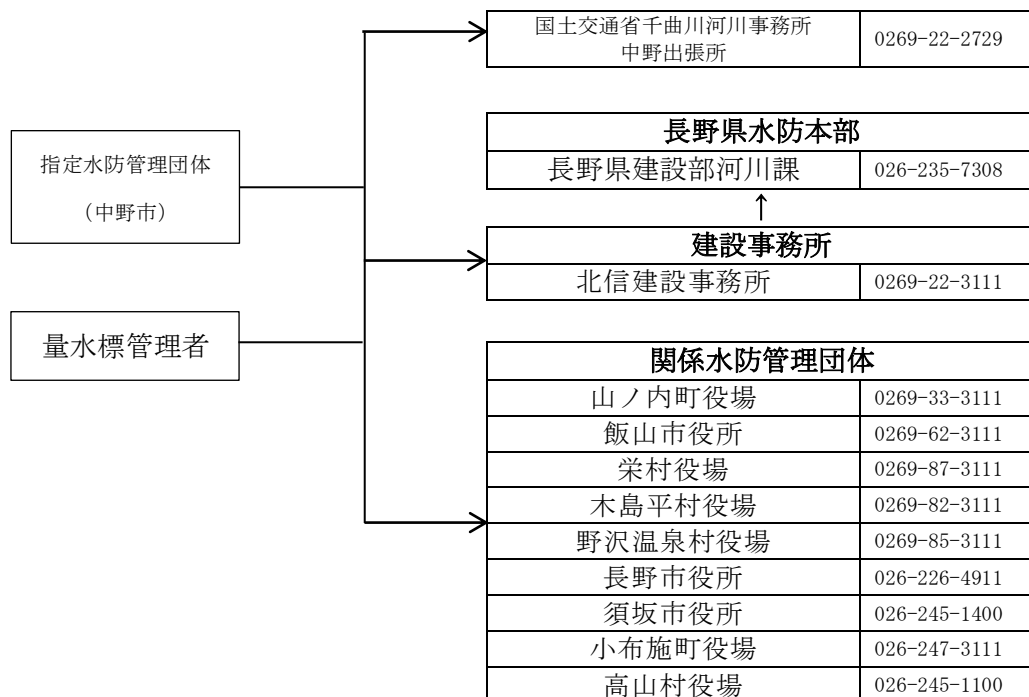 国土交通省千曲川河川事務所
中野出張所
0269-22-2729
長野県水防本部
長野県建設部河川課 026-235-7308
↑
建設事務所
北信建設事務所 0269-22-3111
指定水防管理団体
(中野市)
量水標管理者
関係水防管理団体
山ノ内町役場 0269-33-3111
飯山市役所 0269-62-3111
栄村役場 0269-87-3111
木島平村役場 0269-82-3111
野沢温泉村役場 0269-85-3111
長野市役所 026-226-4911
須坂市役所 026-245-1400
小布施町役場 026-247-3111
高山村役場 026-245-1100